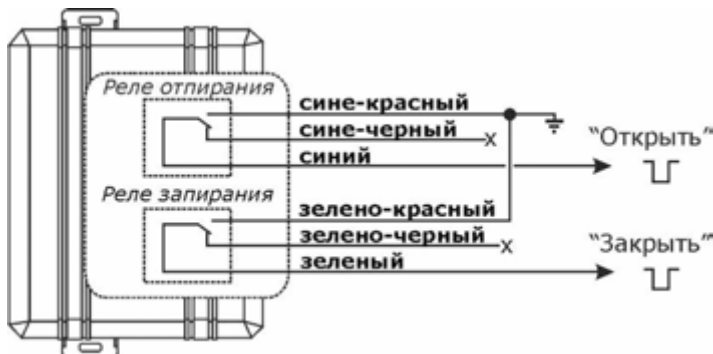 Реле отпирания
сине-красный
сине-черный
х
"Открыть"
синий
Реле запирания
зелено-красный
зелено-черный
х
"Закрыть"
зеленый